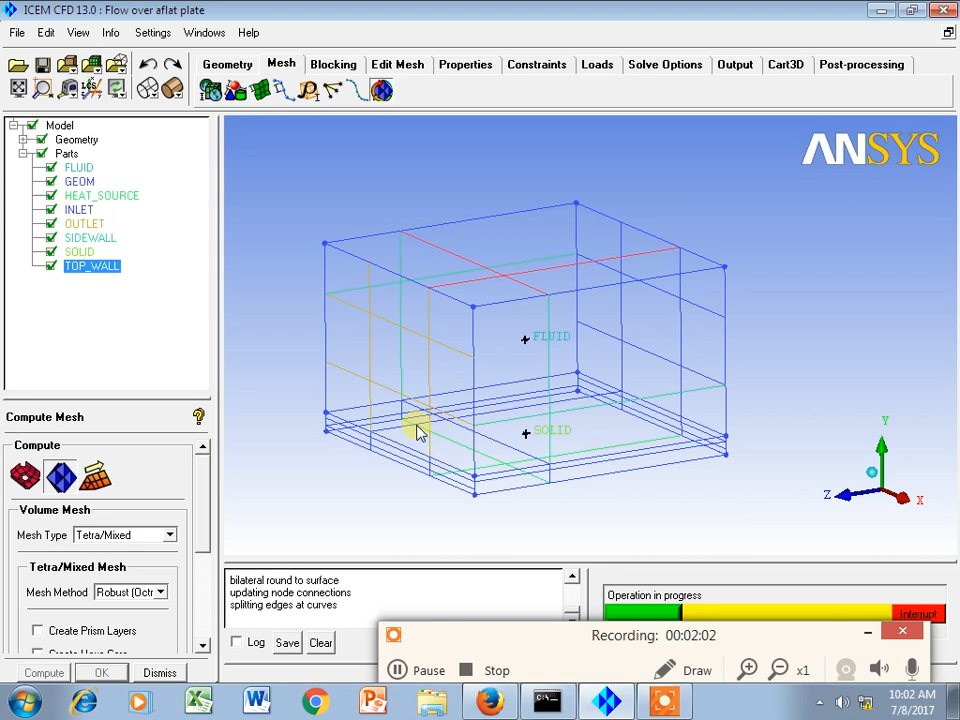 ICEM CFD 13.0 : Flow over aflat plate
File Edit View Info Settings Windows Help
Geometry Mesh Blocking Edit Mesh Properties Constraints Loads Solve Options Output Cart3D Post-processing
Model
Geometry
Parts
FLUID
GEOM
HEAT_SOURCE
INLET
OUTLET
SIDEWALL
SOLID
TOP_WALL
ANSYS
FLUID
SOLID
Y
Z
X
Compute Mesh
Compute
Volume Mesh
Mesh Type Tetra/Mixed
Tetra/Mixed Mesh
Mesh Method Robust (Octr
Create Prism Layers
Compute OK Dismiss
bilateral round to surface
updating node connections
splitting edges at curves
Log Save Clear
Operation in progress
Interrupt
Recording: 00:02:02
Pause Stop Draw x1
10:02 AM
7/8/2017